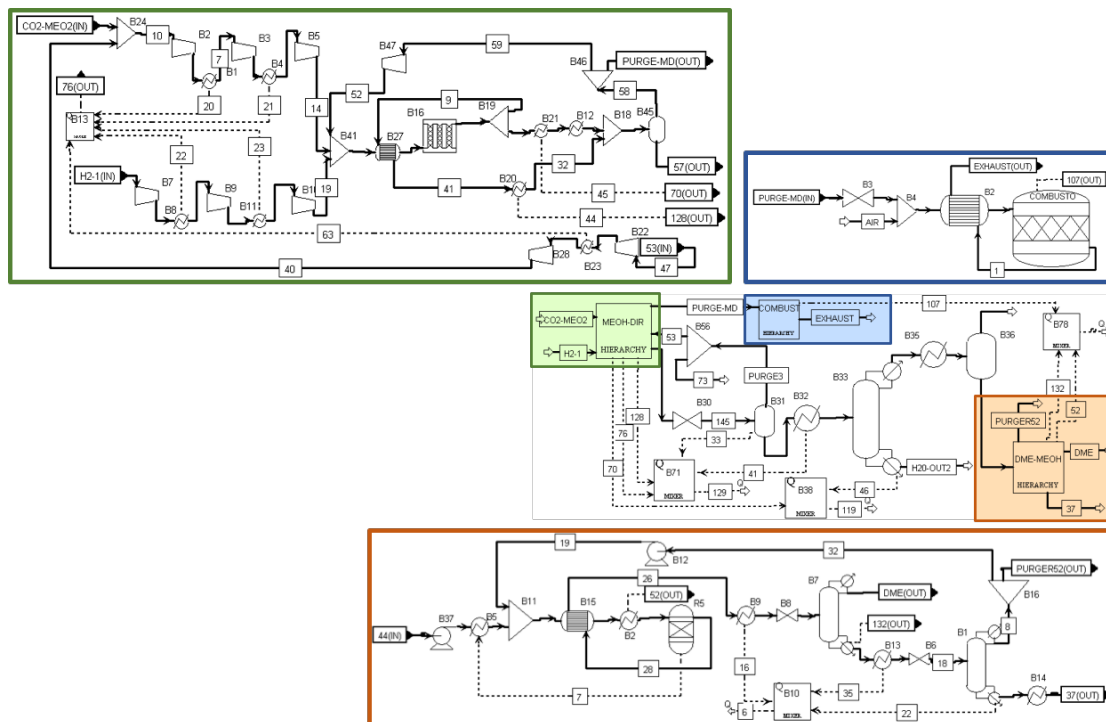 CO2-MEO2(IN)
B24
10
B2
7
B3
B5
B1
B4
20
21
76(OUT)
B13
22
23
14
H2-1(IN)
B7
B8
B9
B11
19
63
40
B47
52
59
B46
PURGE-MD(OUT)
58
B45
9
B19
B16
B41
B27
B21
B12
B18
57(OUT)
32
41
B20
45
70(OUT)
44
128(OUT)
B22
53(IN)
B28
B23
47
EXHAUST(OUT)
107(OUT)
PURGE-MD(IN)
B3
B4
B2
COMBUSTO
AIR
1
CO2-MEO2
MEOH-DIR
HIERARCHY
H2-1
PURGE-MD
COMBUST
HIERARCHY
EXHAUST
107
53
B56
73
PURGE3
B30
145
B31
B32
128
76
70
33
Q
B71
MIXER
41
129
Q
Q
B38
MIXER
46
119
Q
B33
B35
B36
H20-OUT2
Q
B78
MIXER
Q
132
52
PURGER52
DME-MEOH
HIERARCHY
DME
37
19
B12
32
26
52(OUT)
B11
B15
R5
44(IN)
B37
B5
B2
28
7
B9
B8
B7
DME(OUT)
132(OUT)
B13
B6
18
B1
8
PURGER52(OUT)
B16
16
Q
B10
MIXER
Q
6
35
22
B14
37(OUT)